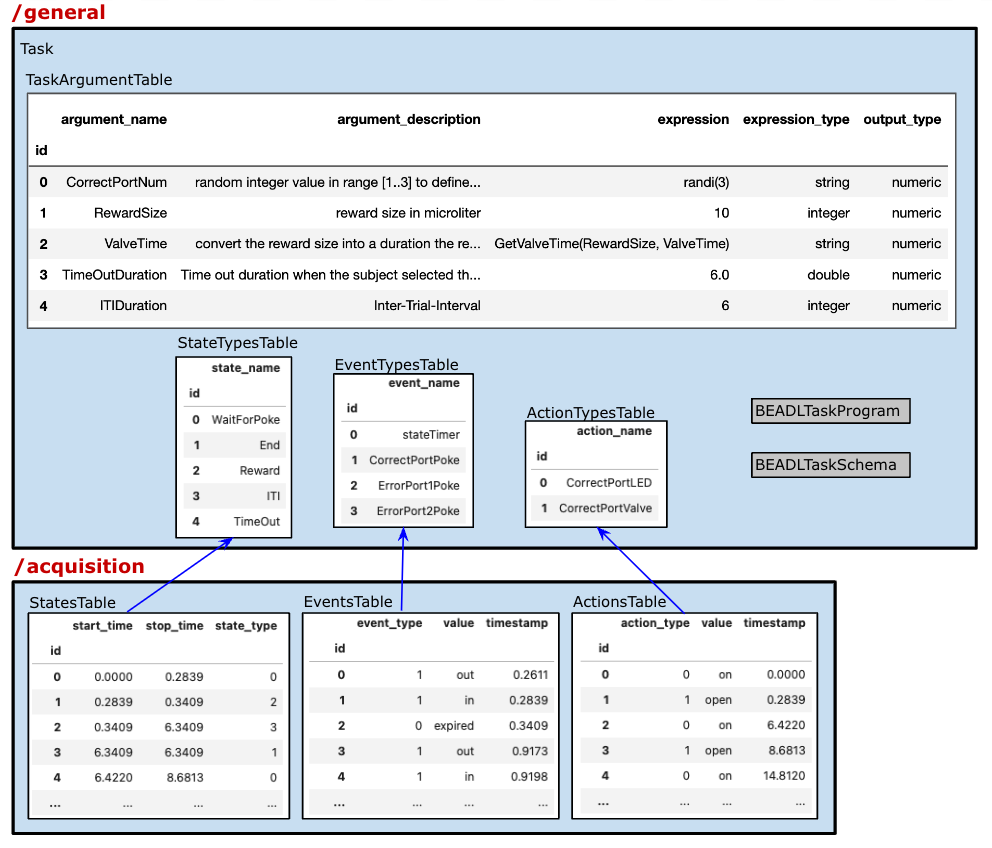 /general
Task
TaskArgumentTable
argument_name argument_description expression expression_type output_type
id
0 CorrectPortNum random integer value in range [1..3] to define... randi(3) string numeric
1 RewardSize reward size in microliter 10 integer numeric
2 ValveTime convert the reward size into a duration the re... GetValveTime(RewardSize, ValveTime) string numeric
3 TimeOutDuration Time out duration when the subject selected th... 6.0 double numeric
4 ITIDuration Inter-Trial-Interval 6 integer numeric
StateTypesTable
state_name
id
0 WaitForPoke
1 End
2 Reward
3 ITI
4 TimeOut
EventTypesTable
event_name
id
0 stateTimer
1 CorrectPortPoke
2 ErrorPort1Poke
3 ErrorPort2Poke
ActionTypesTable
action_name
id
0 CorrectPortLED
1 CorrectPortValve
BEADLTaskProgram
BEADLTaskSchema
/acquisition
StatesTable
start_time stop_time state_type
id
0 0.0000 0.2839 0
1 0.2839 0.3409 2
2 0.3409 6.3409 3
3 6.3409 6.3409 1
4 6.4220 8.6813 0
... ... ... ...
EventsTable
event_type value timestamp
id
0 1 out 0.2611
1 1 in 0.2839
2 0 expired 0.3409
3 1 out 0.9173
4 1 in 0.9198
... ... ... ...
ActionsTable
action_type value timestamp
id
0 0 on 0.0000
1 1 open 0.2839
2 0 on 6.4220
3 1 open 8.6813
4 0 on 14.8120
... ... ... ...